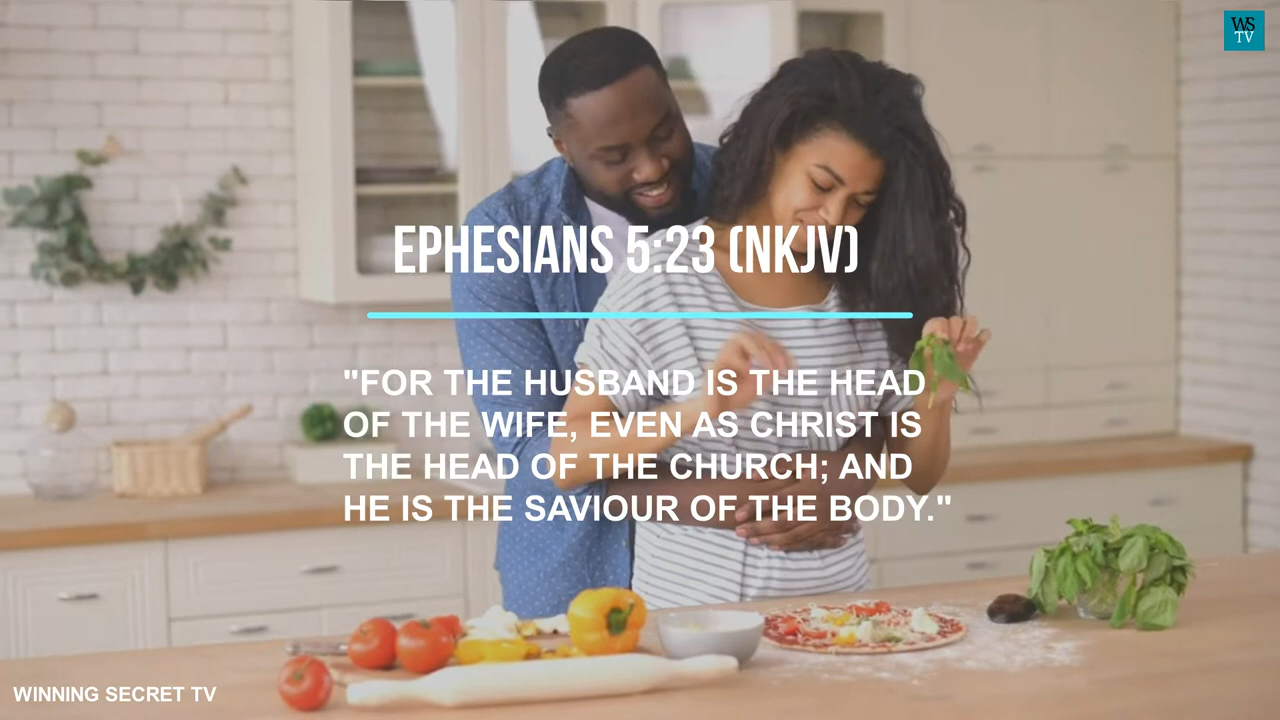 WS
TV
EPHESIANS 5:23 (NKJV)
"FOR THE HUSBAND IS THE HEAD
OF THE WIFE, EVEN AS CHRIST IS
THE HEAD OF THE CHURCH; AND
HE IS THE SAVIOUR OF THE BODY."
WINNING SECRET TV